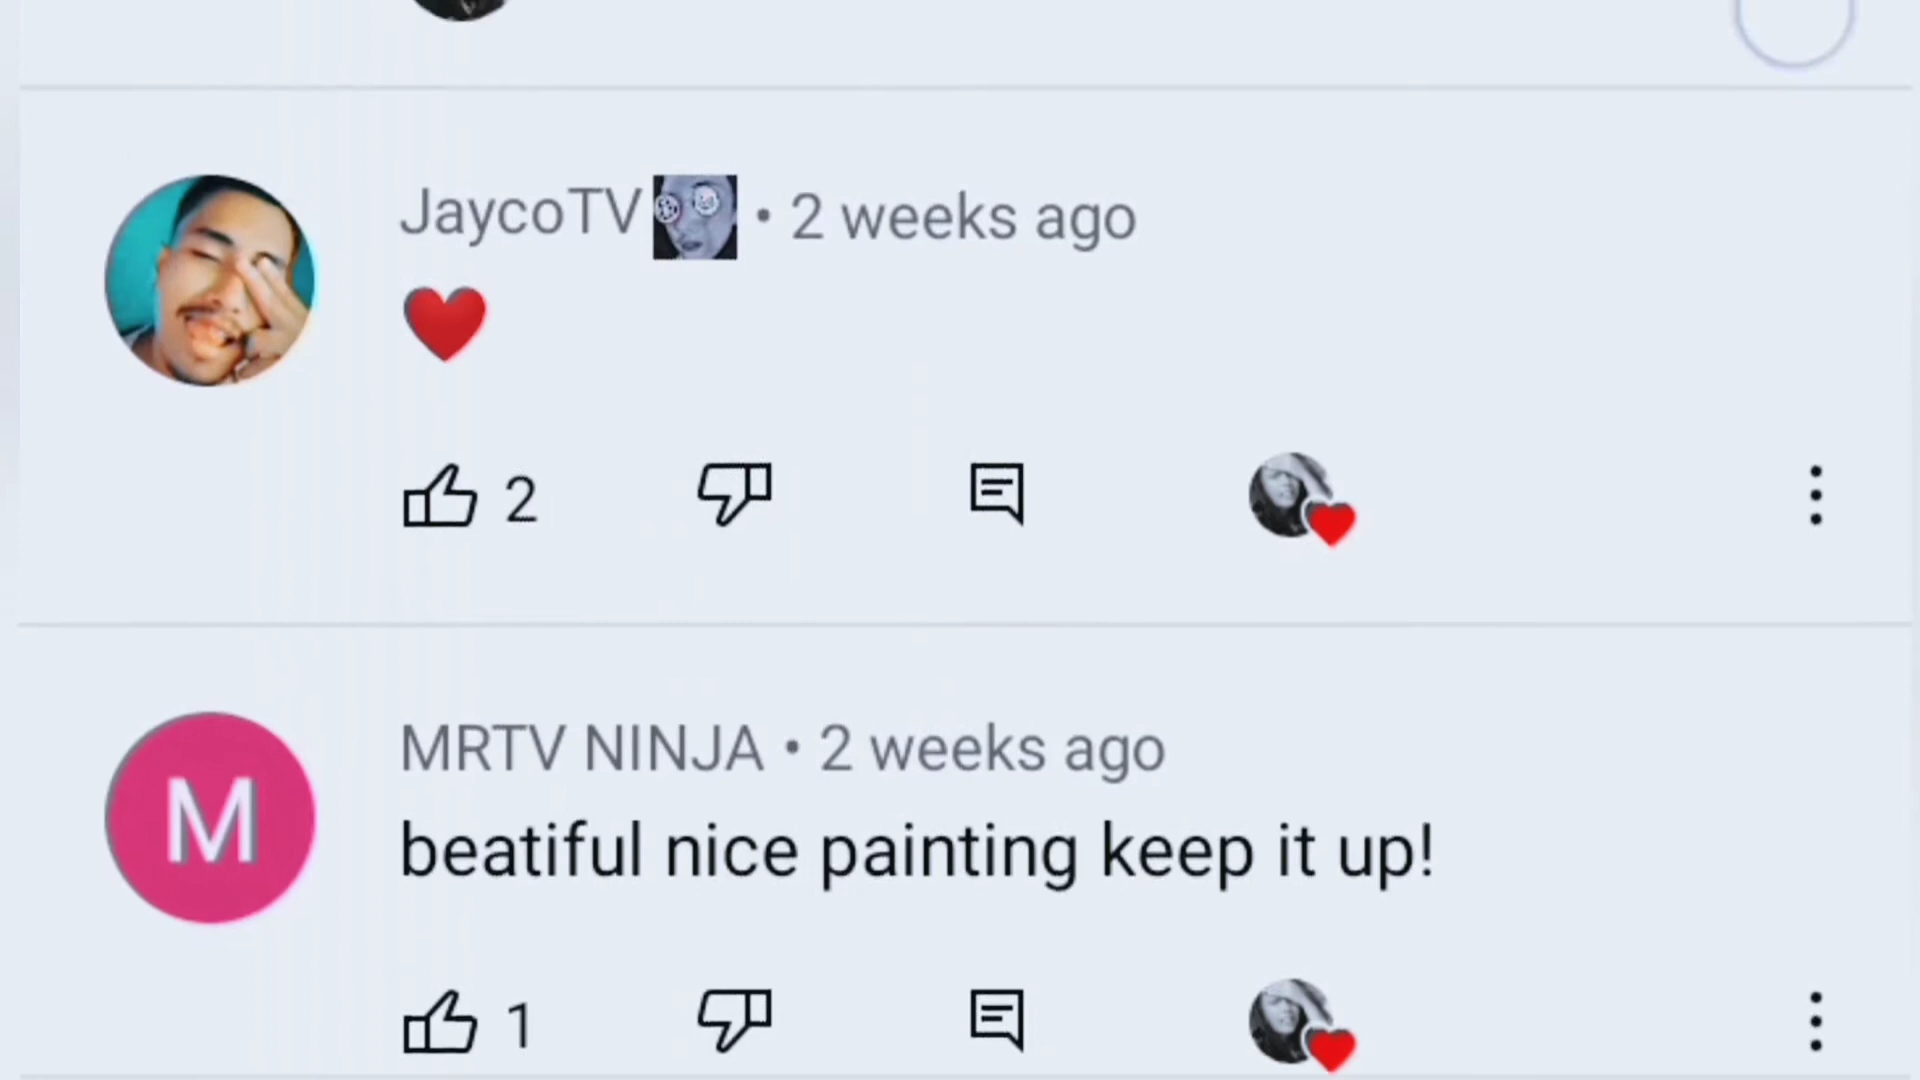 JaycoTV • 2 weeks ago
❤️
2
M
MRTV NINJA • 2 weeks ago
beatiful nice painting keep it up!
1